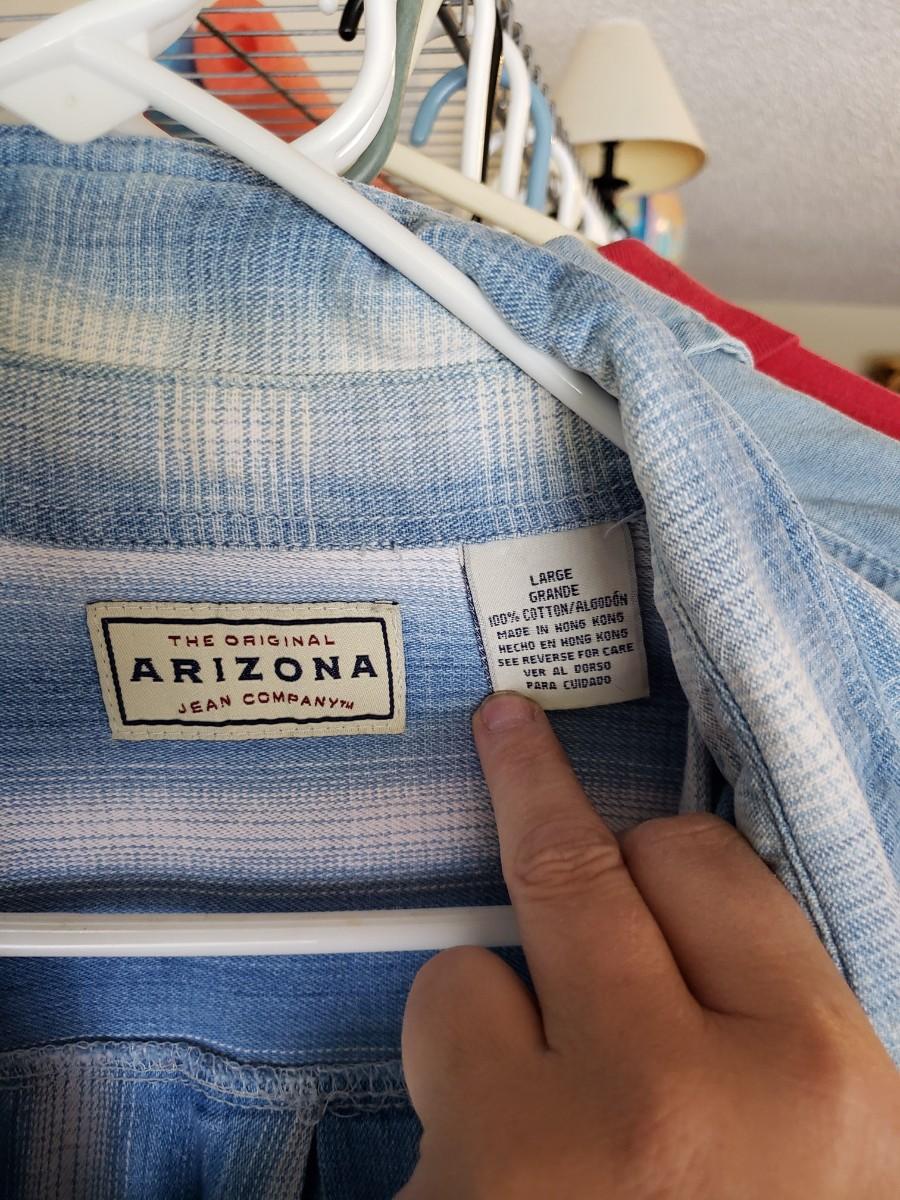 THE ORIGINAL
ARIZONA
JEAN COMPANY™
LARGE
GRANDE
100% COTTON/ALGODÓN
MADE IN HONG KONG
HECHO EN HONG KONG
SEE REVERSE FOR CARE
VER AL DORSO
PARA CUIDADO